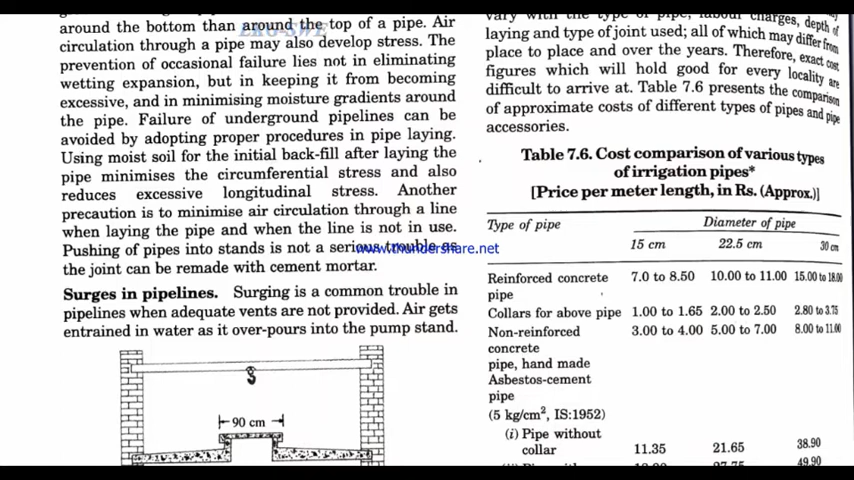 around the bottom than around the top of a pipe. Air
circulation through a pipe may also develop stress. The
prevention of occasional failure lies not in eliminating
wetting expansion, but in keeping it from becoming
excessive, and in minimising moisture gradients around
the pipe. Failure of underground pipelines can be
avoided by adopting proper procedures in pipe laying.
Using moist soil for the initial back-fill after laying the
pipe minimises the circumferential stress and also
reduces excessive longitudinal stress. Another
precaution is to minimise air circulation through a line
when laying the pipe and when the line is not in use.
Pushing of pipes into stands is not a serious trouble as
the joint can be remade with cement mortar.
Surges in pipelines. Surging is a common trouble in
pipelines when adequate vents are not provided. Air gets
entrained in water as it over-pours into the pump stand.
90 cm
vary with the type of pipe, labour charges, depth of
laying and type of joint used; all of which may differ from
place to place and over the years. Therefore, exact cost
figures which will hold good for every locality are
difficult to arrive at. Table 7.6 presents the comparison
of approximate costs of different types of pipes and pipe
accessories.
Table 7.6. Cost comparison of various types
of irrigation pipes*
[Price per meter length, in Rs. (Approx.)]
Type of pipe Diameter of pipe
15 cm 22.5 cm 30 cm
Reinforced concrete 7.0 to 8.50 10.00 to 11.00 15.00 to 18.00
pipe
Collars for above pipe 1.00 to 1.65 2.00 to 2.50 2.80 to 3.75
Non-reinforced 3.00 to 4.00 5.00 to 7.00 8.00 to 11.00
concrete
pipe, hand made
Asbestos-cement
pipe
(5 kg/cm², IS:1952)
(i) Pipe without
collar 11.35 21.65 38.90
49.90
www.thundershare.net